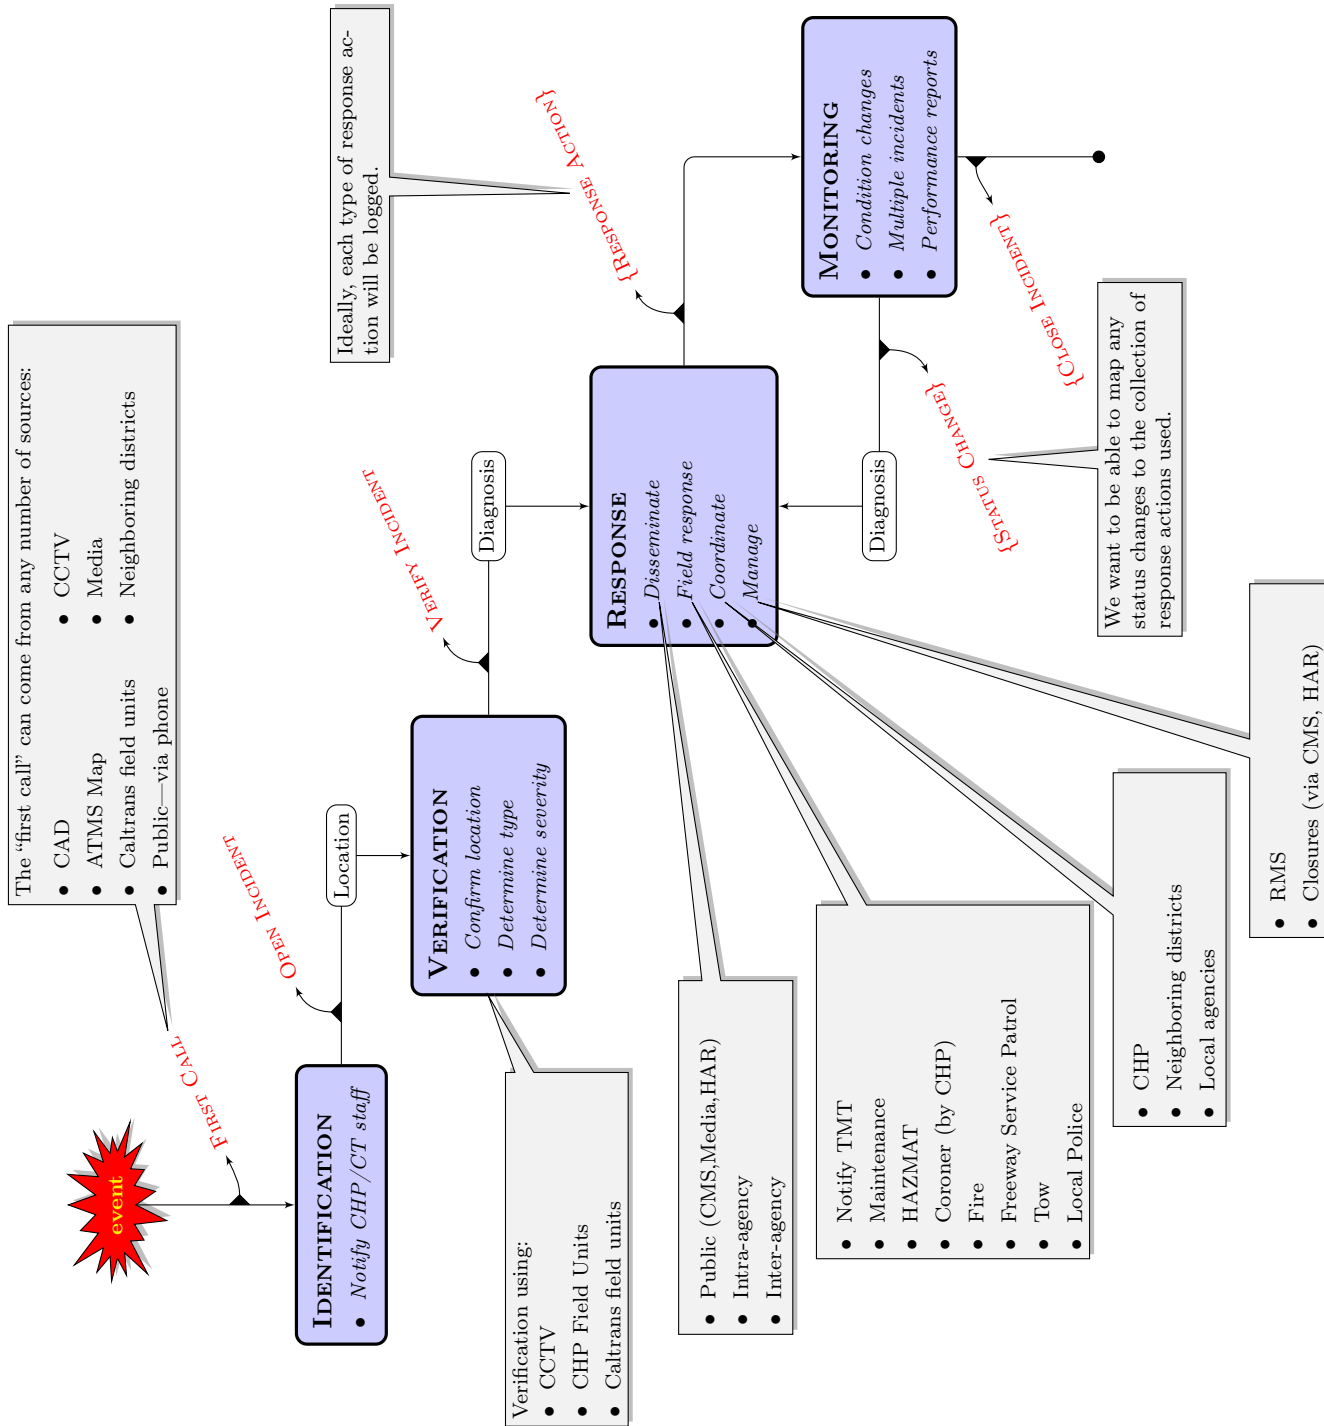 The “first call” can come from any number of sources:
• CAD
• ATMS Map
• Caltrans field units
• Public—via phone
• CCTV
• Media
• Neighboring districts
event
First Call
Identification
• Notify CHP/CT staff
Open Incident
Location
Verification
• Confirm location
• Determine type
• Determine severity
Verification using:
• CCTV
• CHP Field Units
• Caltrans field units
Verify Incident
Diagnosis
Response
• Disseminate
• Field response
• Coordinate
• Manage
• Public (CMS,Media,HAR)
• Intra-agency
• Inter-agency
• Notify TMT
• Maintenance
• HAZMAT
• Coroner (by CHP)
• Fire
• Freeway Service Patrol
• Tow
• Local Police
• CHP
• Neighboring districts
• Local agencies
• RMS
• Closures (via CMS, HAR)
Ideally, each type of response ac-
tion will be logged.
{Response Action}
Monitoring
• Condition changes
• Multiple incidents
• Performance reports
Diagnosis
{Status Change}
We want to be able to map any
status changes to the collection of
response actions used.
{Close Incident}